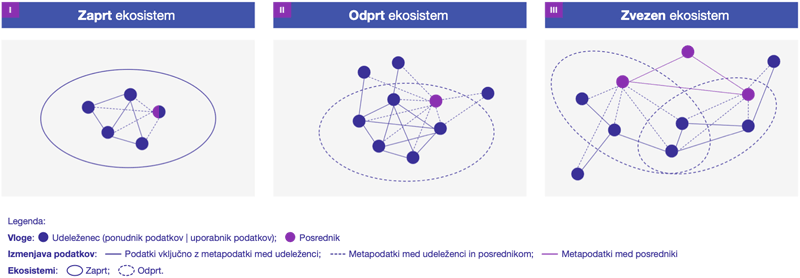 I
Zaprt ekosistem
II
Odprt ekosistem
III
Zvezen ekosistem
Legenda:
Vloge: Udeleženec (ponudnik podatkov | uporabnik podatkov); Posrednik
Izmenjava podatkov: Podatki vključno z metapodatki med udeleženci; Metapodatki med udeleženci in posrednikom; Metapodatki med posredniki
Ekosistemi: Zaprt; Odprt.